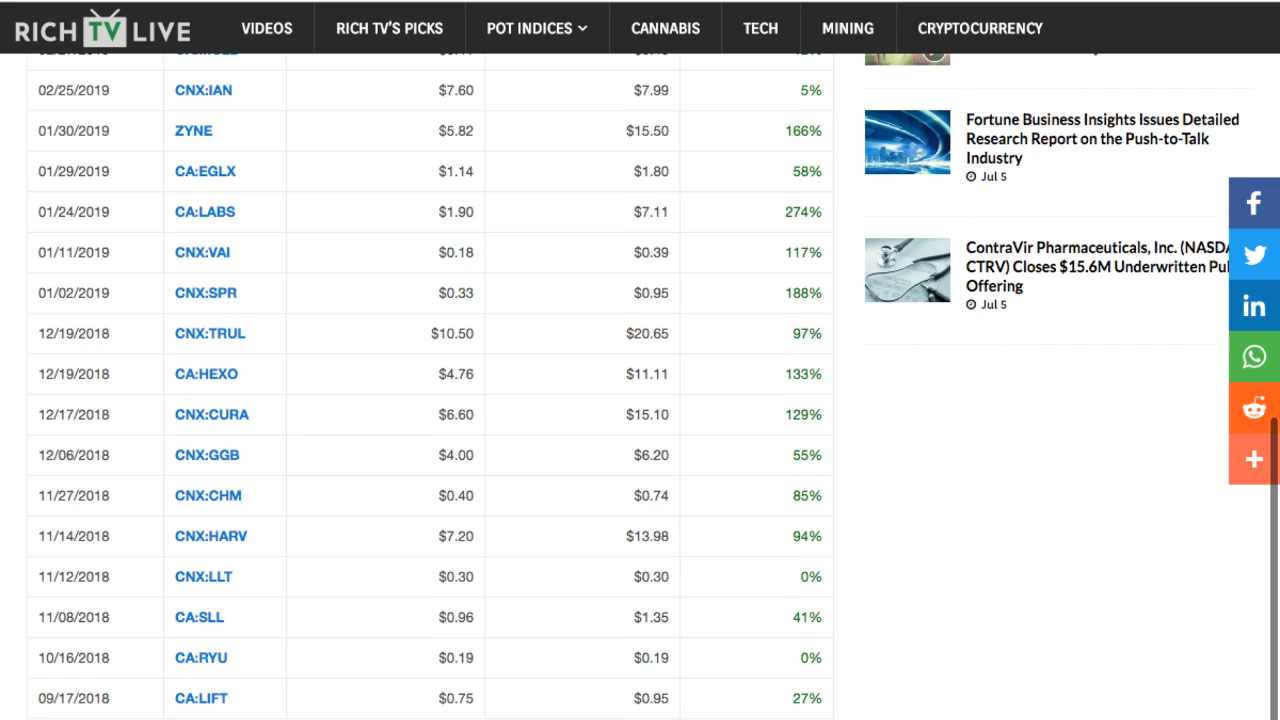 RICH TV LIVE
VIDEOS
RICH TV'S PICKS
POT INDICES
CANNABIS
TECH
MINING
CRYPTOCURRENCY
02/25/2019 CNX:IAN $7.60 $7.99 5%
01/30/2019 ZYNE $5.82 $15.50 166%
01/29/2019 CA:EGLX $1.14 $1.80 58%
01/24/2019 CA:LABS $1.90 $7.11 274%
01/11/2019 CNX:VAI $0.18 $0.39 117%
01/02/2019 CNX:SPR $0.33 $0.95 188%
12/19/2018 CNX:TRUL $10.50 $20.65 97%
12/19/2018 CA:HEXO $4.76 $11.11 133%
12/17/2018 CNX:CURA $6.60 $15.10 129%
12/06/2018 CNX:GGB $4.00 $6.20 55%
11/27/2018 CNX:CHM $0.40 $0.74 85%
11/14/2018 CNX:HARV $7.20 $13.98 94%
11/12/2018 CNX:LLT $0.30 $0.30 0%
11/08/2018 CA:SLL $0.96 $1.35 41%
10/16/2018 CA:RYU $0.19 $0.19 0%
09/17/2018 CA:LIFT $0.75 $0.95 27%
Fortune Business Insights Issues Detailed
Research Report on the Push-to-Talk
Industry
Jul 5
ContraVir Pharmaceuticals, Inc. (NASDA
CTRV) Closes $15.6M Underwritten Pu
Offering
Jul 5